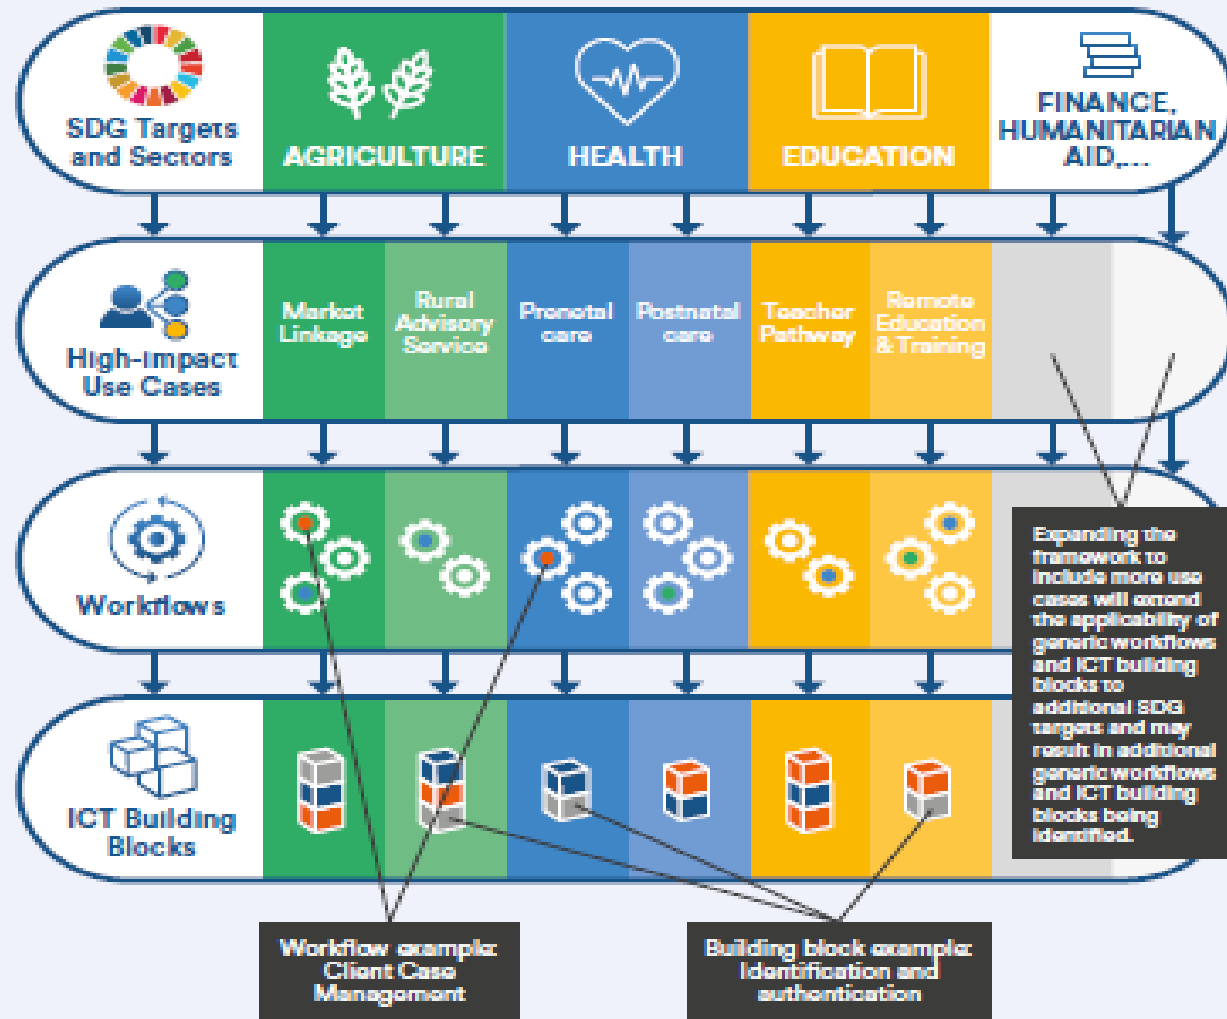 SDG Targets
and Sectors
AGRICULTURE
HEALTH
EDUCATION
FINANCE,
HUMANITARIAN
AID,...
High-impact
Use Cases
Market
Linkage
Rural
Advisory
Service
Prenatal
care
Postnatal
care
Teacher
Pathway
Remote
Education
& Training
Workflows
Expanding the
framework to
include more use
cases will extend
the applicability of
generic workflows
and ICT building
blocks to
additional SDG
targets and may
result in additional
generic workflows
and ICT building
blocks being
identified.
ICT Building
Blocks
Workflow example:
Client Case
Management
Building block example:
Identification and
authentication